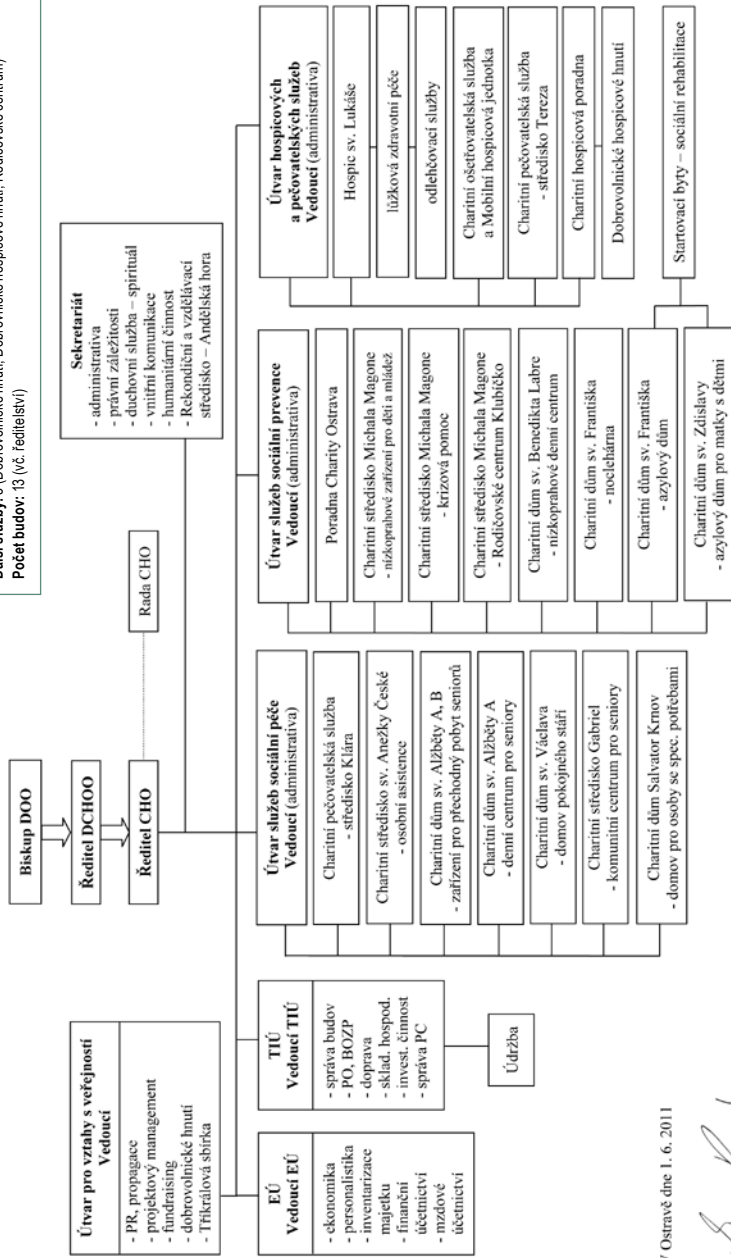 Další služby: 3 (Dobrovolnické hnutí, Dobrovolnické hospicové hnutí, Rodičovské centrum)
Počet budov: 13 (vč. ředitelství)
Biskup DOO
Ředitel DCHOO
Ředitel CHO
Rada CHO
Útvar pro vztahy s veřejností
Vedoucí
- PR, propagace
- projektový management
- fundraising
- dobrovolnické hnutí
- Tříkrálová sbírka
Sekretariát
- administrativa
- právní záležitosti
- duchovní služba – spirituál
- vnitřní komunikace
- humanitární činnost
- Rekondiční a vzdělávací
středisko – Andělská hora
EÚ
Vedoucí EÚ
- ekonomika
- personalistika
- inventarizace
majetku
- finanční
účetnictví
- mzdové
účetnictví
TIÚ
Vedoucí TIÚ
- správa budov
- PO, BOZP
- doprava
- sklad. hospod.
- invest. činnost
- správa PC
Údržba
Útvar služeb sociální péče
Vedoucí (administrativa)
Charitní pečovatelská služba
- středisko Klára
Charitní středisko sv. Anežky České
- osobní asistence
Charitní dům sv. Alžběty A, B
- zařízení pro přechodný pobyt seniorů
Charitní dům sv. Alžběty A
- denní centrum pro seniory
Charitní dům sv. Václava
- domov pokojného stáří
Charitní středisko Gabriel
- komunitní centrum pro seniory
Charitní dům Salvator Krnov
- domov pro osoby se spec. potřebami
Útvar služeb sociální prevence
Vedoucí (administrativa)
Poradna Charity Ostrava
Charitní středisko Michala Magone
- nízkoprahové zařízení pro děti a mládež
Charitní středisko Michala Magone
- krizová pomoc
Charitní středisko Michala Magone
- Rodičovské centrum Klubíčko
Charitní dům sv. Benedikta Labre
- nízkoprahové denní centrum
Charitní dům sv. Františka
- noclehárna
Charitní dům sv. Františka
- azylový dům
Charitní dům sv. Zdislavy
- azylový dům pro matky s dětmi
Útvar hospicových
a pečovatelských služeb
Vedoucí (administrativa)
Hospic sv. Lukáše
lůžková zdravotní péče
odlehčovací služby
Charitní ošetřovatelská služba
a Mobilní hospicová jednotka
Charitní pečovatelská služba
- středisko Tereza
Charitní hospicová poradna
Dobrovolnické hospicové hnutí
Startovací byty – sociální rehabilitace
V Ostravě dne 1. 6. 2011